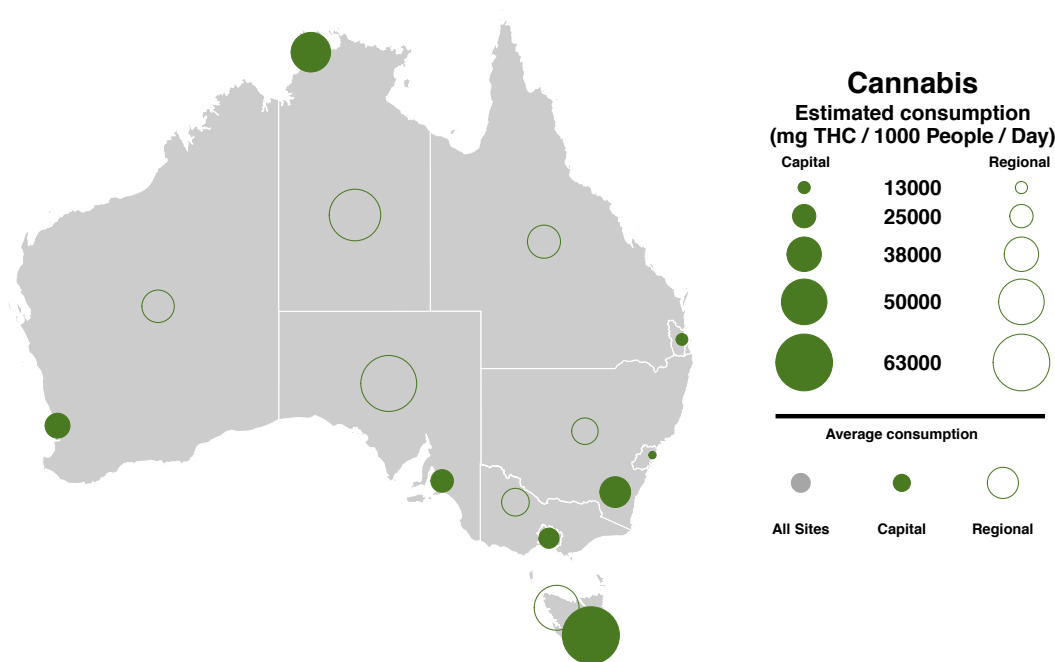 Cannabis
Estimated consumption
(mg THC / 1000 People / Day)
Capital
Regional
13000
25000
38000
50000
63000
Average consumption
All Sites
Capital
Regional